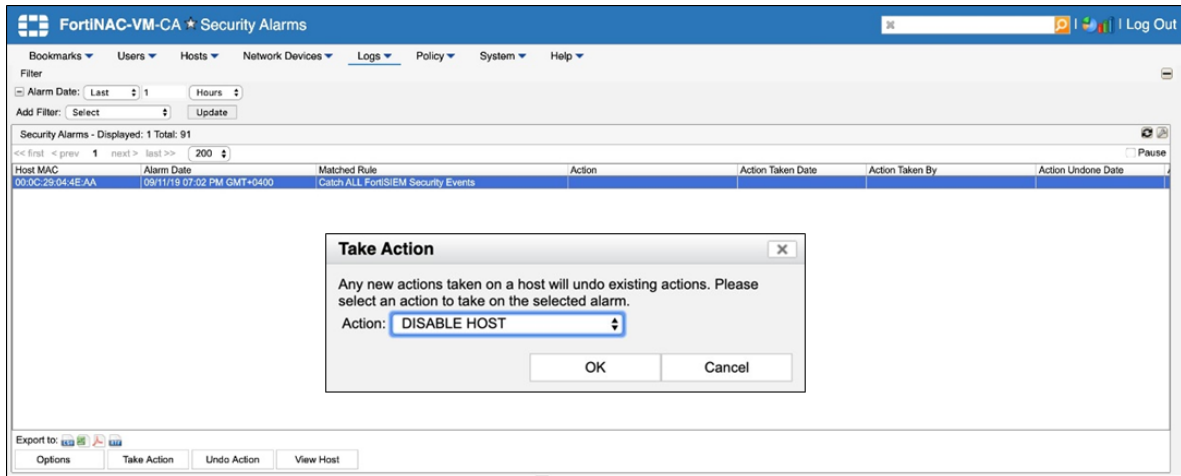 FortiNAC-VM-CA Security Alarms
Log Out
Bookmarks Users Hosts Network Devices Logs Policy System Help
Filter
Alarm Date: Last 1 Hours
Add Filter: Select Update
Security Alarms - Displayed: 1 Total: 91
<< first < prev 1 next > last >> 200 Pause
Host MAC Alarm Date Matched Rule Action Action Taken Date Action Taken By Action Undone Date
00:0C:29:04:4E:AA 09/11/19 07:02 PM GMT+0400 Catch ALL FortiSIEM Security Events
Take Action
Any new actions taken on a host will undo existing actions. Please
select an action to take on the selected alarm.
Action: DISABLE HOST
OK Cancel
Export to:
Options Take Action Undo Action View Host